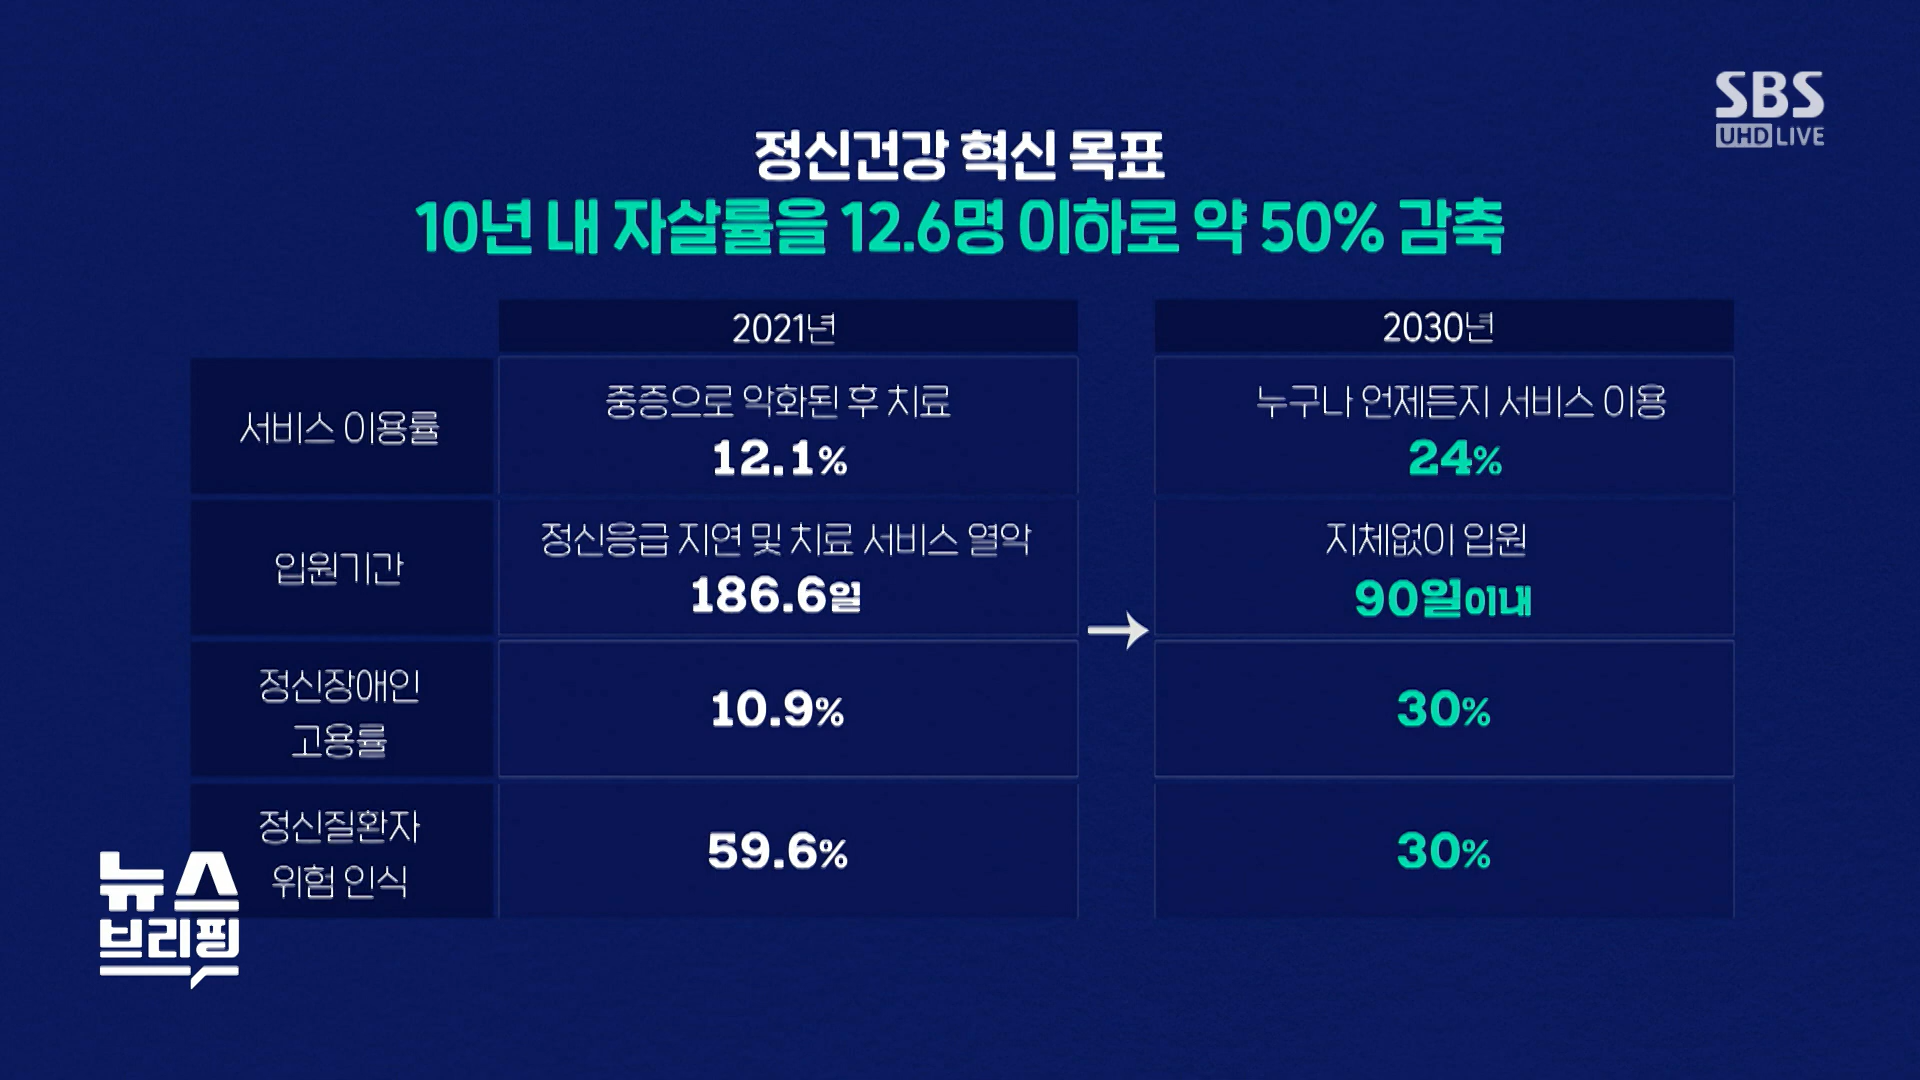 SBS
UHD LIVE
정신건강 혁신 목표
10년 내 자살률을 12.6명 이하로 약 50% 감축
2021년
2030년
서비스 이용률
중증으로 악화된 후 치료
12.1%
누구나 언제든지 서비스 이용
24%
입원기간
정신응급 지연 및 치료 서비스 열악
186.6일
지체없이 입원
90일이내
정신장애인
고용률
10.9%
30%
정신질환자
위험 인식
59.6%
30%
뉴스
브리핑